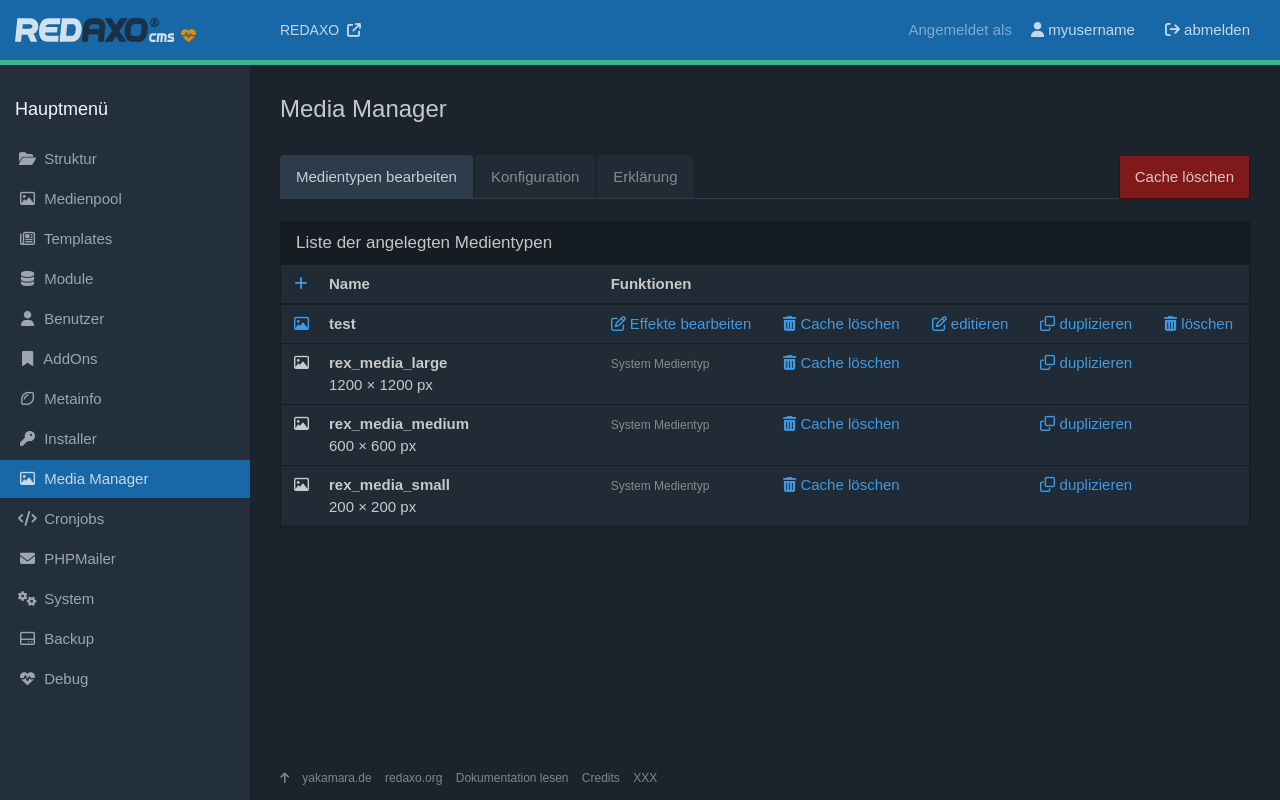 REDAXO® cms
REDAXO
Angemeldet als myusername abmelden
Hauptmenü
Struktur
Medienpool
Templates
Module
Benutzer
AddOns
Metainfo
Installer
Media Manager
Cronjobs
PHPMailer
System
Backup
Debug
Media Manager
Medientypen bearbeiten Konfiguration Erklärung Cache löschen
Liste der angelegten Medientypen
Name Funktionen
test Effekte bearbeiten Cache löschen editieren duplizieren löschen
rex_media_large System Medientyp Cache löschen duplizieren
1200 × 1200 px
rex_media_medium System Medientyp Cache löschen duplizieren
600 × 600 px
rex_media_small System Medientyp Cache löschen duplizieren
200 × 200 px
yakamara.de redaxo.org Dokumentation lesen Credits XXX